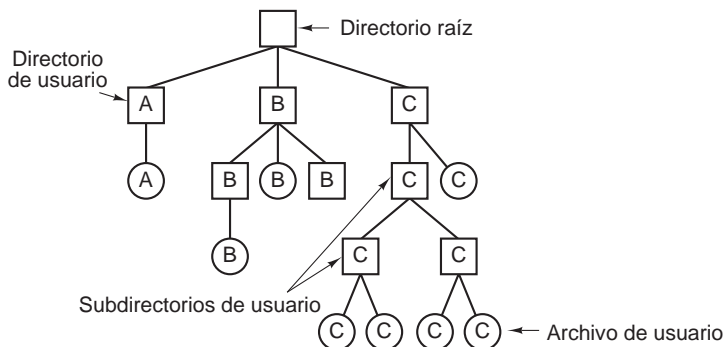 Directorio raíz
Directorio
de usuario
A B C
A B B B C C
B C C
Subdirectorios de usuario
C C C C Archivo de usuario